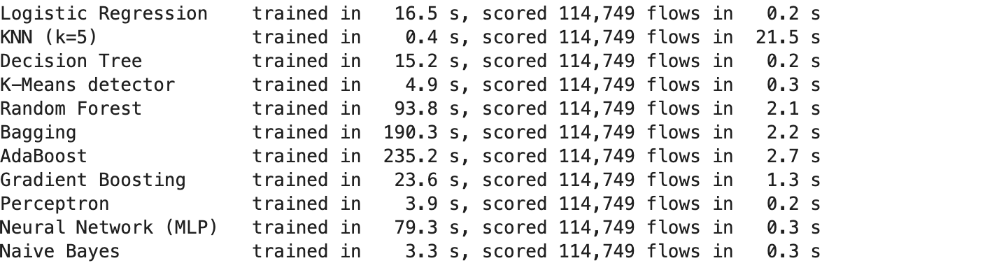 Logistic Regression    trained in   16.5 s, scored 114,749 flows in   0.2 s
KNN (k=5)              trained in    0.4 s, scored 114,749 flows in  21.5 s
Decision Tree          trained in   15.2 s, scored 114,749 flows in   0.2 s
K-Means detector       trained in    4.9 s, scored 114,749 flows in   0.3 s
Random Forest          trained in   93.8 s, scored 114,749 flows in   2.1 s
Bagging                trained in  190.3 s, scored 114,749 flows in   2.2 s
AdaBoost               trained in  235.2 s, scored 114,749 flows in   2.7 s
Gradient Boosting      trained in   23.6 s, scored 114,749 flows in   1.3 s
Perceptron             trained in    3.9 s, scored 114,749 flows in   0.2 s
Neural Network (MLP)   trained in   79.3 s, scored 114,749 flows in   0.3 s
Naive Bayes            trained in    3.3 s, scored 114,749 flows in   0.3 s